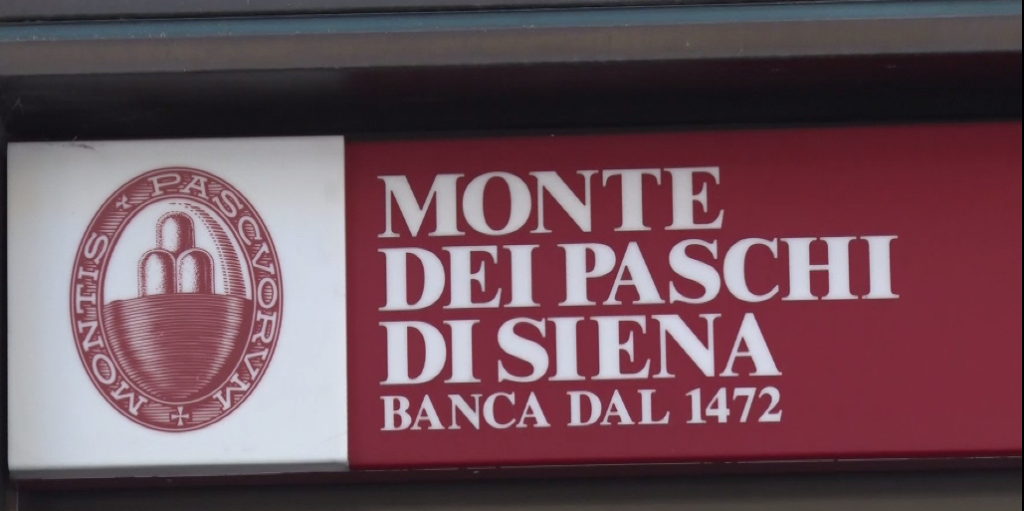 MONTIS PASCVORVM
MONTE
DEI PASCHI
DI SIENA
BANCA DAL 1472